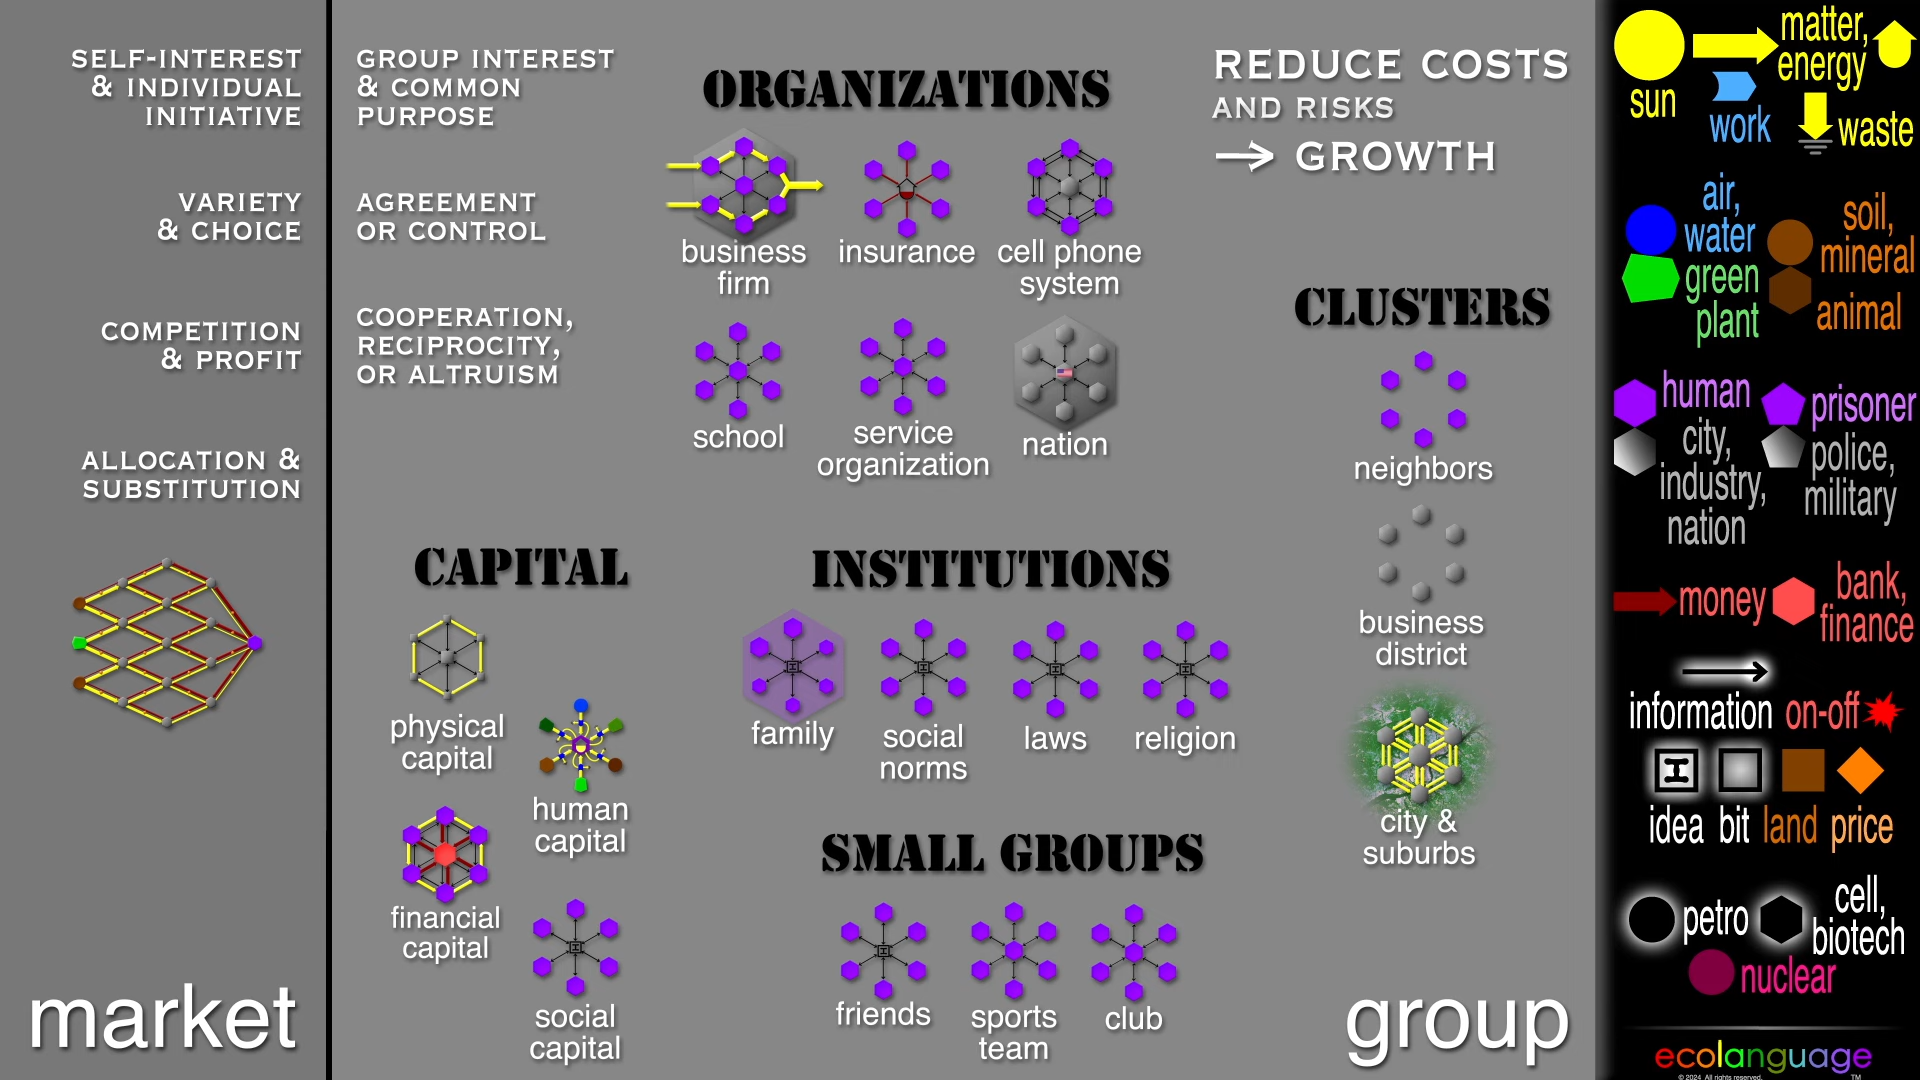 SELF-INTEREST
& INDIVIDUAL
INITIATIVE
VARIETY
& CHOICE
COMPETITION
& PROFIT
ALLOCATION &
SUBSTITUTION
market
GROUP INTEREST
& COMMON
PURPOSE
AGREEMENT
OR CONTROL
COOPERATION,
RECIPROCITY,
OR ALTRUISM
ORGANIZATIONS
business
firm
insurance
cell phone
system
school
service
organization
nation
REDUCE COSTS
AND RISKS
→ GROWTH
CLUSTERS
neighbors
business
district
city &
suburbs
CAPITAL
physical
capital
human
capital
financial
capital
social
capital
INSTITUTIONS
family
social
norms
laws
religion
SMALL GROUPS
friends
sports
team
club
group
sun
matter,
energy
work
waste
air,
water
green
plant
soil,
mineral
animal
human
prisoner
city,
industry,
nation
police,
military
money
bank,
finance
information
on-off
idea
bit
land
price
petro
cell,
biotech
nuclear
ecolanguage
© 2024 All rights reserved. TM